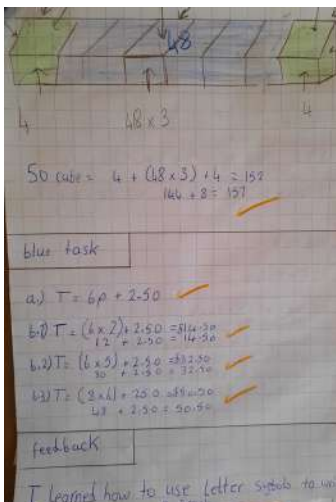 48
4
48 x 3
4
50 cube = 4 + (48 x 3) + 4 = 152
144 + 8 = 152
blue task
a.) T = 6p + 2.50
b.1) T = (6 x 2) + 2.50 = $14.50
12 + 2.50 = 14.50
b.2) T = (6 x 5) + 2.50 = $32.50
30 + 2.50 = 32.50
b.3) T = (8 x 6) + 2.50 = $50.50
48 + 2.50 = 50.50
feedback
I learned how to use letter symbols to